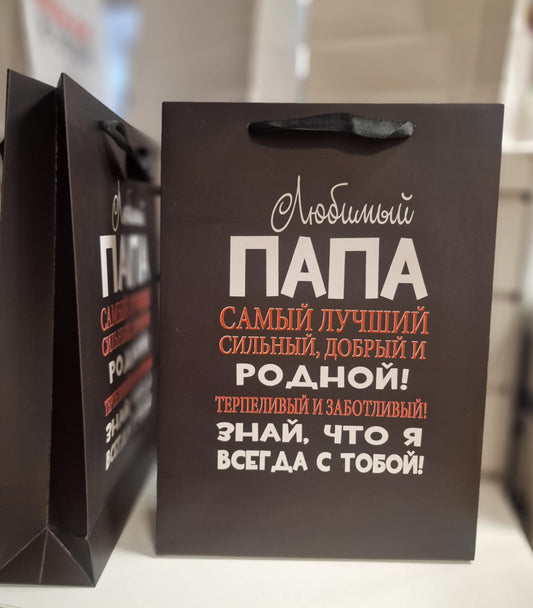 Любимый
ПАПА
САМЫЙ ЛУЧШИЙ
СИЛЬНЫЙ, ДОБРЫЙ И
РОДНОЙ!
ТЕРПЕЛИВЫЙ И ЗАБОТЛИВЫЙ!
ЗНАЙ, ЧТО Я
ВСЕГДА С ТОБОЙ!